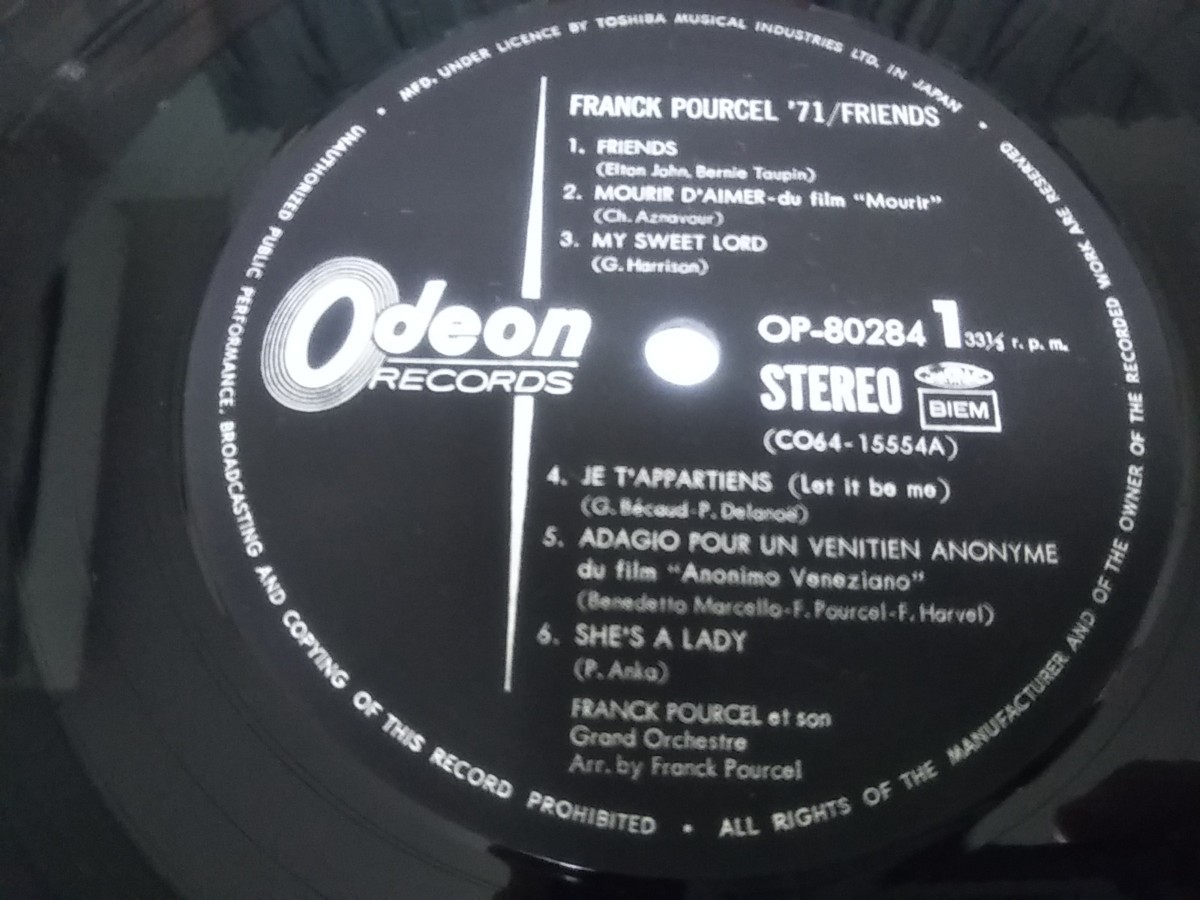 MFD. UNDER LICENCE BY TOSHIBA MUSICAL INDUSTRIES LTD. IN JAPAN •
FRANCK POURCEL '71/FRIENDS
1. FRIENDS
(Elton John, Bernie Taupin)
2. MOURIR D'AIMER-du film "Mourir"
(Ch. Aznavour)
3. MY SWEET LORD
(G. Harrison)
Odeon
RECORDS
OP-80284 1 33⅓ r. p. m.
STEREO
BIEM
(CO64-15554A)
4. JE T'APPARTIENS (Let it be me)
(G. Bécaud-P. Delanoë)
5. ADAGIO POUR UN VENITIEN ANONYME
du film "Anonimo Veneziano"
(Benedetto Marcello-F. Pourcel-F. Harvel)
6. SHE'S A LADY
(P. Anka)
FRANCK POURCEL et son
Grand Orchestre
Arr. by Franck Pourcel
ALL RIGHTS OF THE MANUFACTURER AND OF THE OWNER OF THE RECORDED WORK ARE RESERVED
• UNAUTHORIZED PUBLIC PERFORMANCE, BROADCASTING AND COPYING OF THIS RECORD PROHIBITED •